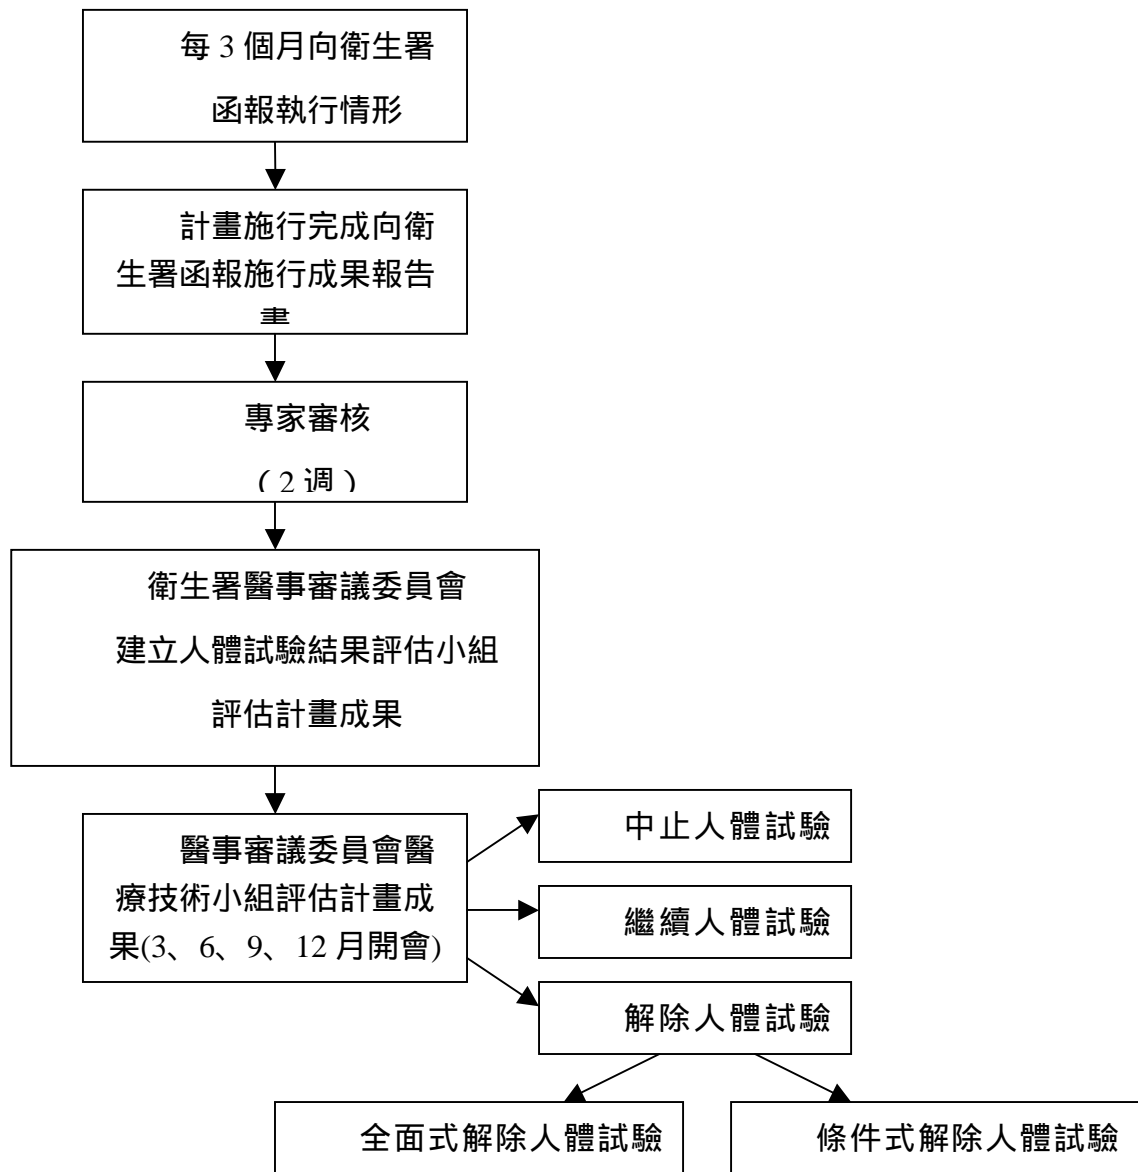 每 3 個月向衛生署
函報執行情形
計畫施行完成向衛
生署函報施行成果報告
書
專家審核
（2 调）
衛生署醫事審議委員會
建立人體試驗結果評估小組
評估計畫成果
醫事審議委員會醫
療技術小組評估計畫成
果(3、6、9、12 月開會)
中止人體試驗
繼續人體試驗
解除人體試驗
全面式解除人體試驗
條件式解除人體試驗